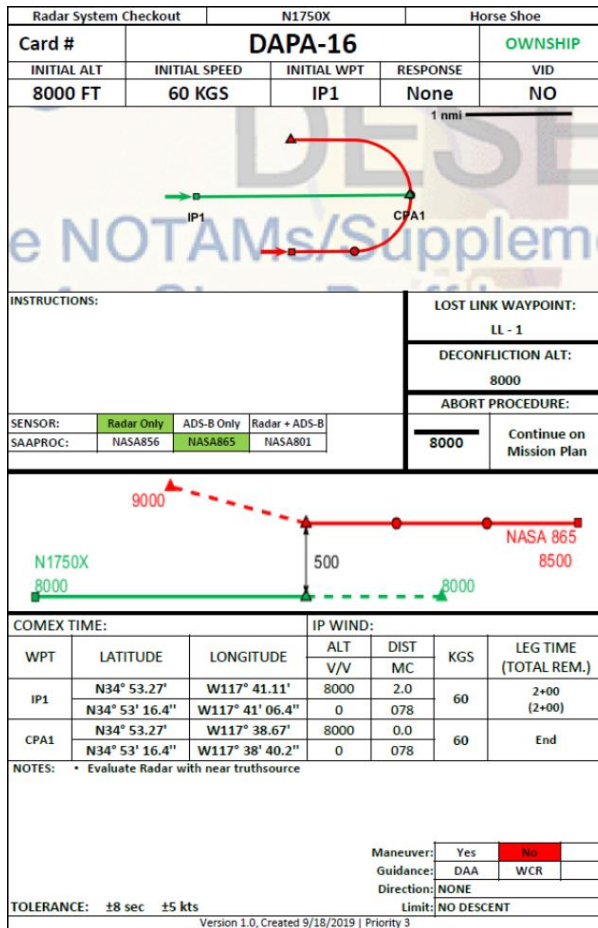 Radar System Checkout N1750X Horse Shoe
Card # DAPA-16 OWNSHIP
INITIAL ALT INITIAL SPEED INITIAL WPT RESPONSE VID
8000 FT 60 KGS IP1 None NO
1 nmi
DESE
IP1 CPA1
e NOTAMs/Supplem
INSTRUCTIONS:
LOST LINK WAYPOINT:
LL - 1
DECONFLICTION ALT:
8000
ABORT PROCEDURE:
8000 Continue on
Mission Plan
SENSOR: Radar Only ADS-B Only Radar + ADS-B
SAAPROC: NASA856 NASA865 NASA801
9000
NASA 865
8500
500
N1750X
8000
8000
COMEX TIME: IP WIND:
WPT LATITUDE LONGITUDE ALT DIST KGS LEG TIME
V/V MC (TOTAL REM.)
IP1 N34° 53.27' W117° 41.11' 8000 2.0 60 2+00
N34° 53' 16.4" W117° 41' 06.4" 0 078 (2+00)
CPA1 N34° 53.27' W117° 38.67' 8000 0.0 60 End
N34° 53' 16.4" W117° 38' 40.2" 0 078
NOTES: • Evaluate Radar with near truthsource
Maneuver: Yes No
Guidance: DAA WCR
Direction: NONE
TOLERANCE: ±8 sec ±5 kts Limit: NO DESCENT
Version 1.0, Created 9/18/2019 | Priority 3